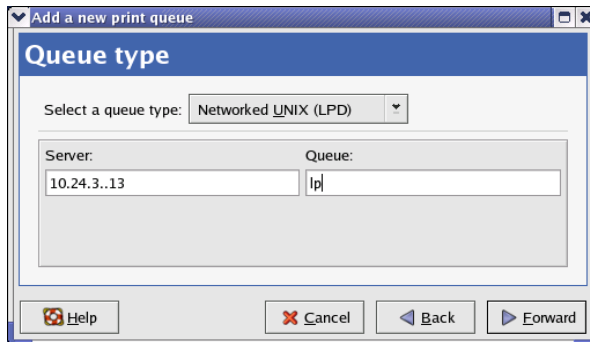 Add a new print queue
Queue type
Select a queue type: Networked UNIX (LPD)
Server: Queue:
10.24.3..13 lp
Help Cancel Back Forward